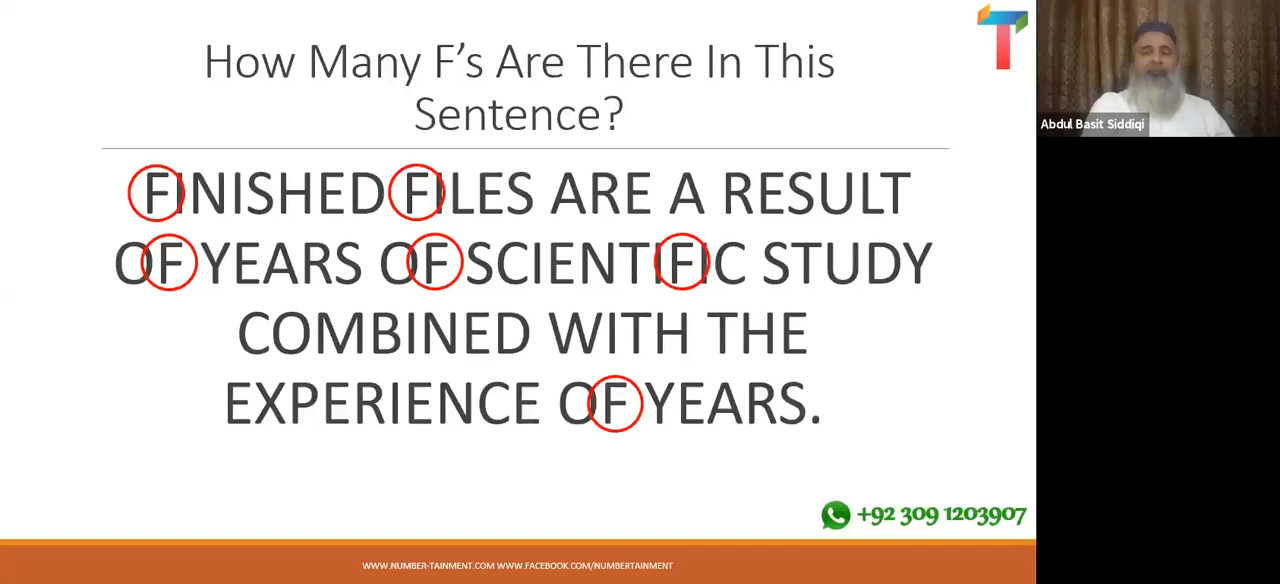 How Many F's Are There In This
Sentence?
FINISHED FILES ARE A RESULT
OF YEARS OF SCIENTIFIC STUDY
COMBINED WITH THE
EXPERIENCE OF YEARS.
+92 309 1203907
WWW.NUMBER-TAINMENT.COM WWW.FACEBOOK.COM/NUMBERTAINMENT
Abdul Basit Siddiqi